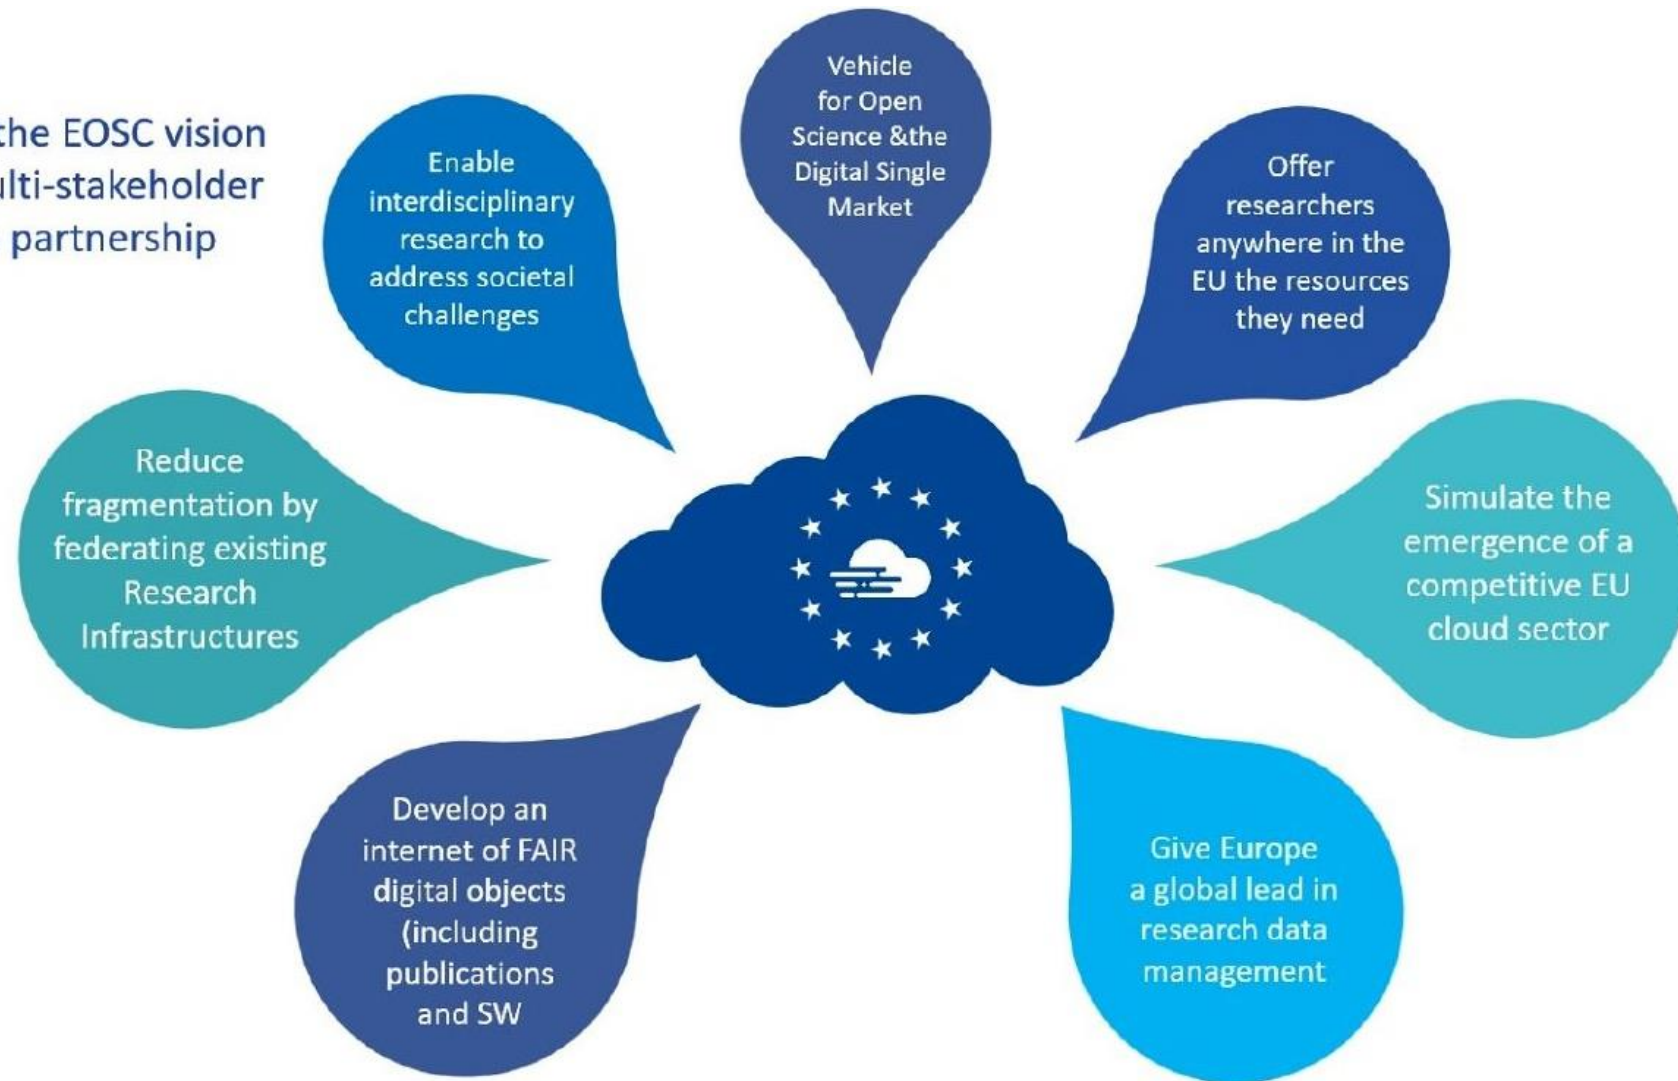 the EOSC vision
lti-stakeholder
partnership
Vehicle
for Open
Science &the
Digital Single
Market
Enable
interdisciplinary
research to
address societal
challenges
Offer
researchers
anywhere in the
EU the resources
they need
Reduce
fragmentation by
federating existing
Research
Infrastructures
Simulate the
emergence of a
competitive EU
cloud sector
Develop an
internet of FAIR
digital objects
(including
publications
and SW
Give Europe
a global lead in
research data
management